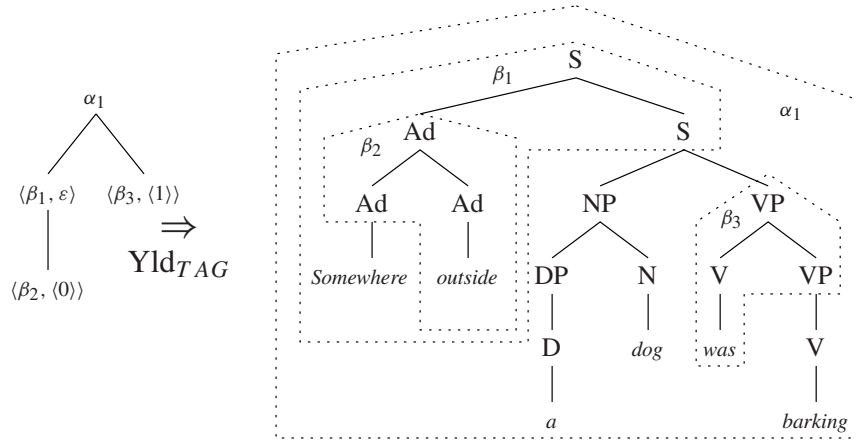 S
β1
α1
α1
Ad
S
β2
⟨β1, ε⟩ ⟨β3, ⟨1⟩⟩
Ad Ad NP VP
⇒
β3
YldTAG
⟨β2, ⟨0⟩⟩
Somewhere outside DP N V VP
D dog was V
a barking